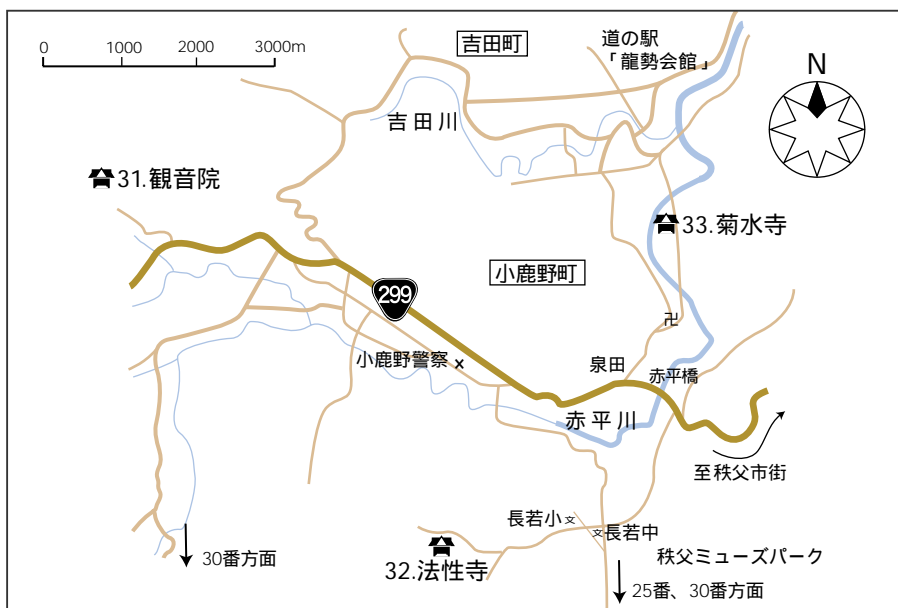 0 1000 2000 3000m
吉田町
道の駅
「龍勢会館」
N
吉田川
31.観音院
33.菊水寺
小鹿野町
299
卍
小鹿野警察
泉田
赤平橋
赤平川
至秩父市街
長若小
文
文
長若中
30番方面
32.法性寺
秩父ミューズパーク
25番、30番方面